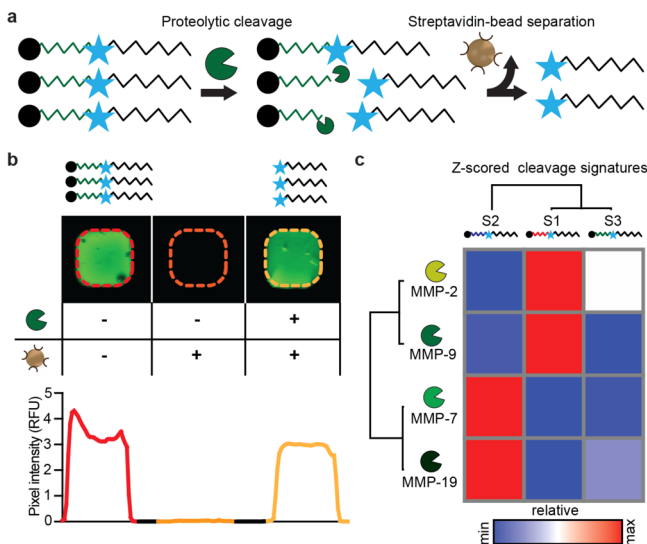 a
Proteolytic cleavage
Streptavidin-bead separation
b
c
Z-scored cleavage signatures
S2 S1 S3
MMP-2
MMP-9
MMP-7
MMP-19
- - +
- + +
Pixel intensity (RFU)
5
4
3
2
1
0
relative
min
max